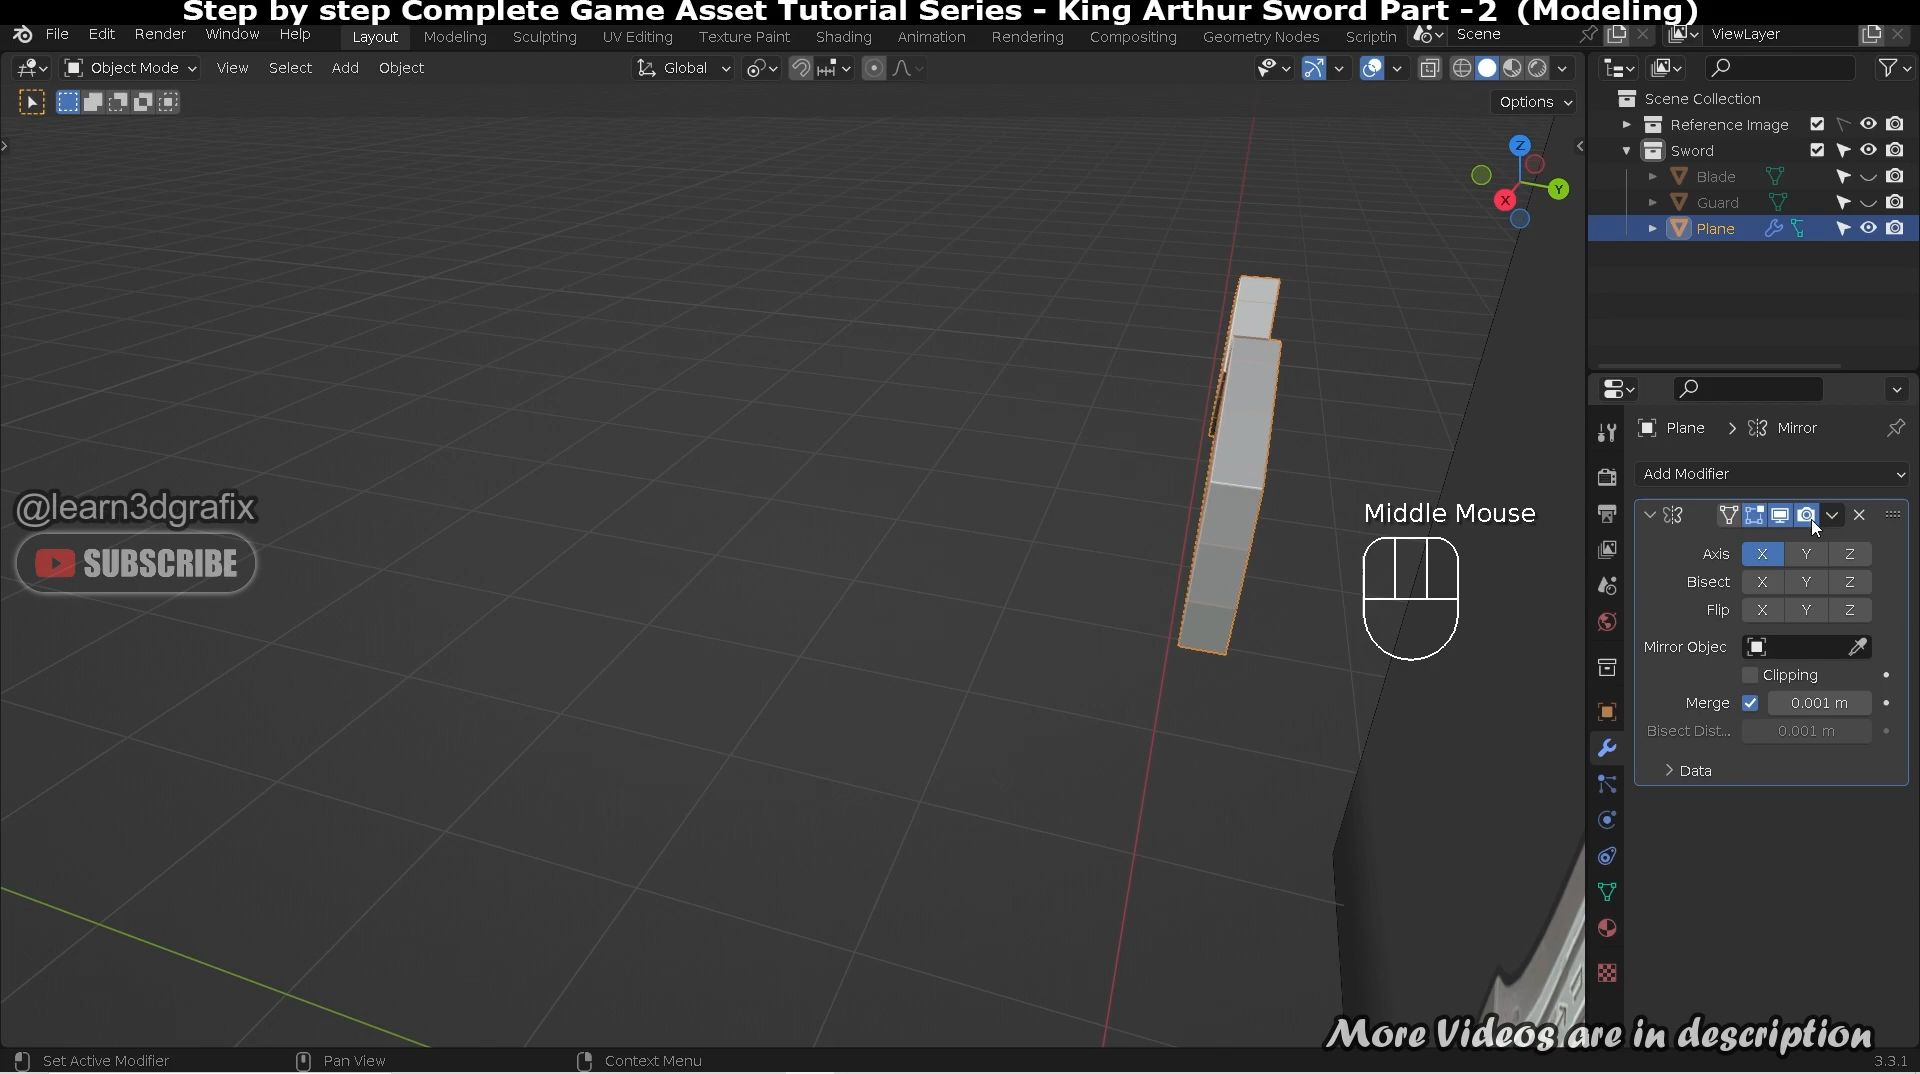 Step by step Complete Game Asset Tutorial Series - King Arthur Sword Part -2 (Modeling)
File Edit Render Window Help Layout Modeling Sculpting UV Editing Texture Paint Shading Animation Rendering Compositing Geometry Nodes Scriptin Scene ViewLayer
Object Mode View Select Add Object Global
Options
Scene Collection
Reference Image
Sword
Blade
Guard
Plane
Z
Y
X
Plane > Mirror
Add Modifier
Axis X Y Z
Bisect X Y Z
Flip X Y Z
Mirror Objec
Clipping
Merge 0.001 m
Bisect Dist... 0.001 m
Data
@learn3dgrafix
SUBSCRIBE
Middle Mouse
More Videos are in description
Set Active Modifier Pan View Context Menu 3.3.1